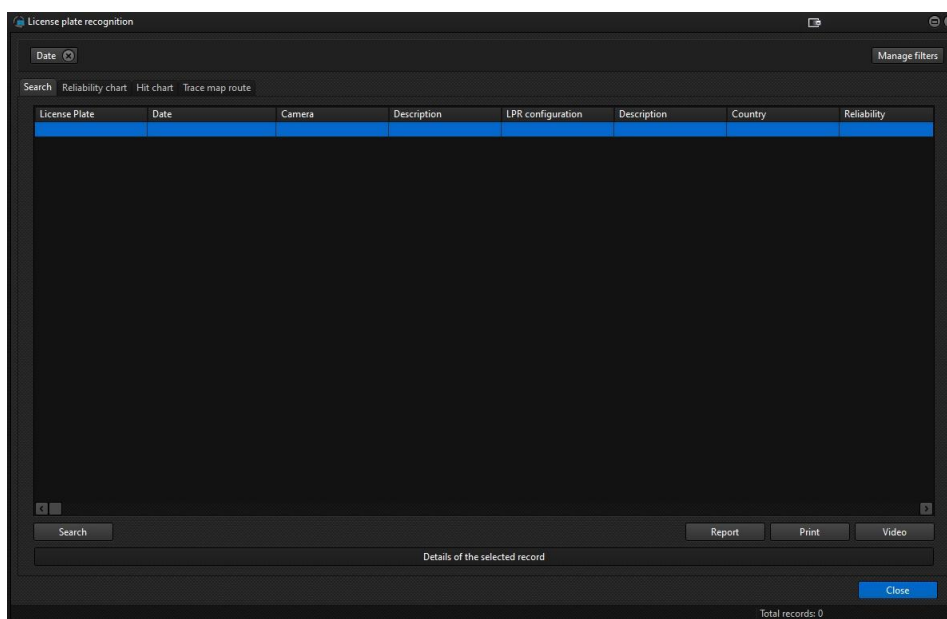 License plate recognition
Date
Manage filters
Search Reliability chart Hit chart Trace map route
License Plate Date Camera Description LPR configuration Description Country Reliability
Search Report Print Video
Details of the selected record
Close
Total records: 0